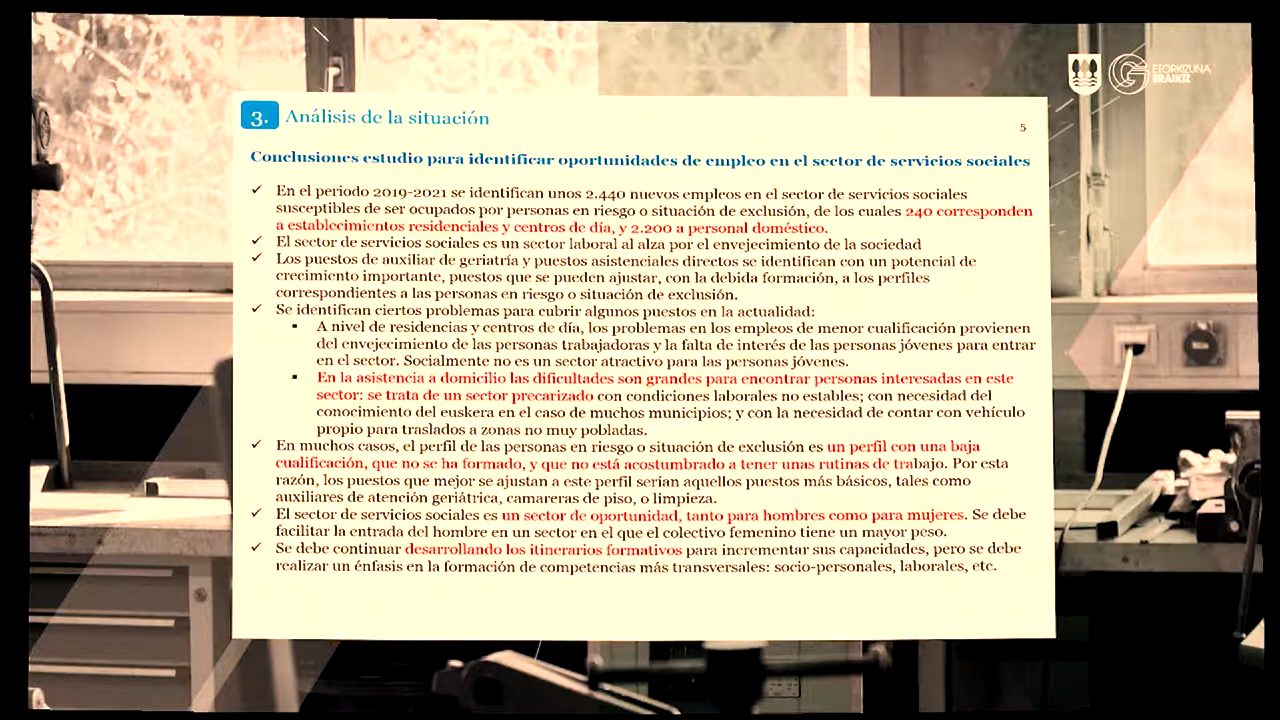 ETORKIZUNA
ERAIKIZ
3. Análisis de la situación
5
Conclusiones estudio para identificar oportunidades de empleo en el sector de servicios sociales
✓ En el periodo 2019-2021 se identifican unos 2.440 nuevos empleos en el sector de servicios sociales
susceptibles de ser ocupados por personas en riesgo o situación de exclusión, de los cuales 240 corresponden
a establecimientos residenciales y centros de día, y 2.200 a personal doméstico.
✓ El sector de servicios sociales es un sector laboral al alza por el envejecimiento de la sociedad
✓ Los puestos de auxiliar de geriatría y puestos asistenciales directos se identifican con un potencial de
crecimiento importante, puestos que se pueden ajustar, con la debida formación, a los perfiles
correspondientes a las personas en riesgo o situación de exclusión.
✓ Se identifican ciertos problemas para cubrir algunos puestos en la actualidad:
▪ A nivel de residencias y centros de día, los problemas en los empleos de menor cualificación provienen
del envejecimiento de las personas trabajadoras y la falta de interés de las personas jóvenes para entrar
en el sector. Socialmente no es un sector atractivo para las personas jóvenes.
▪ En la asistencia a domicilio las dificultades son grandes para encontrar personas interesadas en este
sector: se trata de un sector precarizado con condiciones laborales no estables; con necesidad del
conocimiento del euskera en el caso de muchos municipios; y con la necesidad de contar con vehículo
propio para traslados a zonas no muy pobladas.
✓ En muchos casos, el perfil de las personas en riesgo o situación de exclusión es un perfil con una baja
cualificación, que no se ha formado, y que no está acostumbrado a tener unas rutinas de trabajo. Por esta
razón, los puestos que mejor se ajustan a este perfil serían aquellos puestos más básicos, tales como
auxiliares de atención geriátrica, camareras de piso, o limpieza.
✓ El sector de servicios sociales es un sector de oportunidad, tanto para hombres como para mujeres. Se debe
facilitar la entrada del hombre en un sector en el que el colectivo femenino tiene un mayor peso.
✓ Se debe continuar desarrollando los itinerarios formativos para incrementar sus capacidades, pero se debe
realizar un énfasis en la formación de competencias más transversales: socio-personales, laborales, etc.